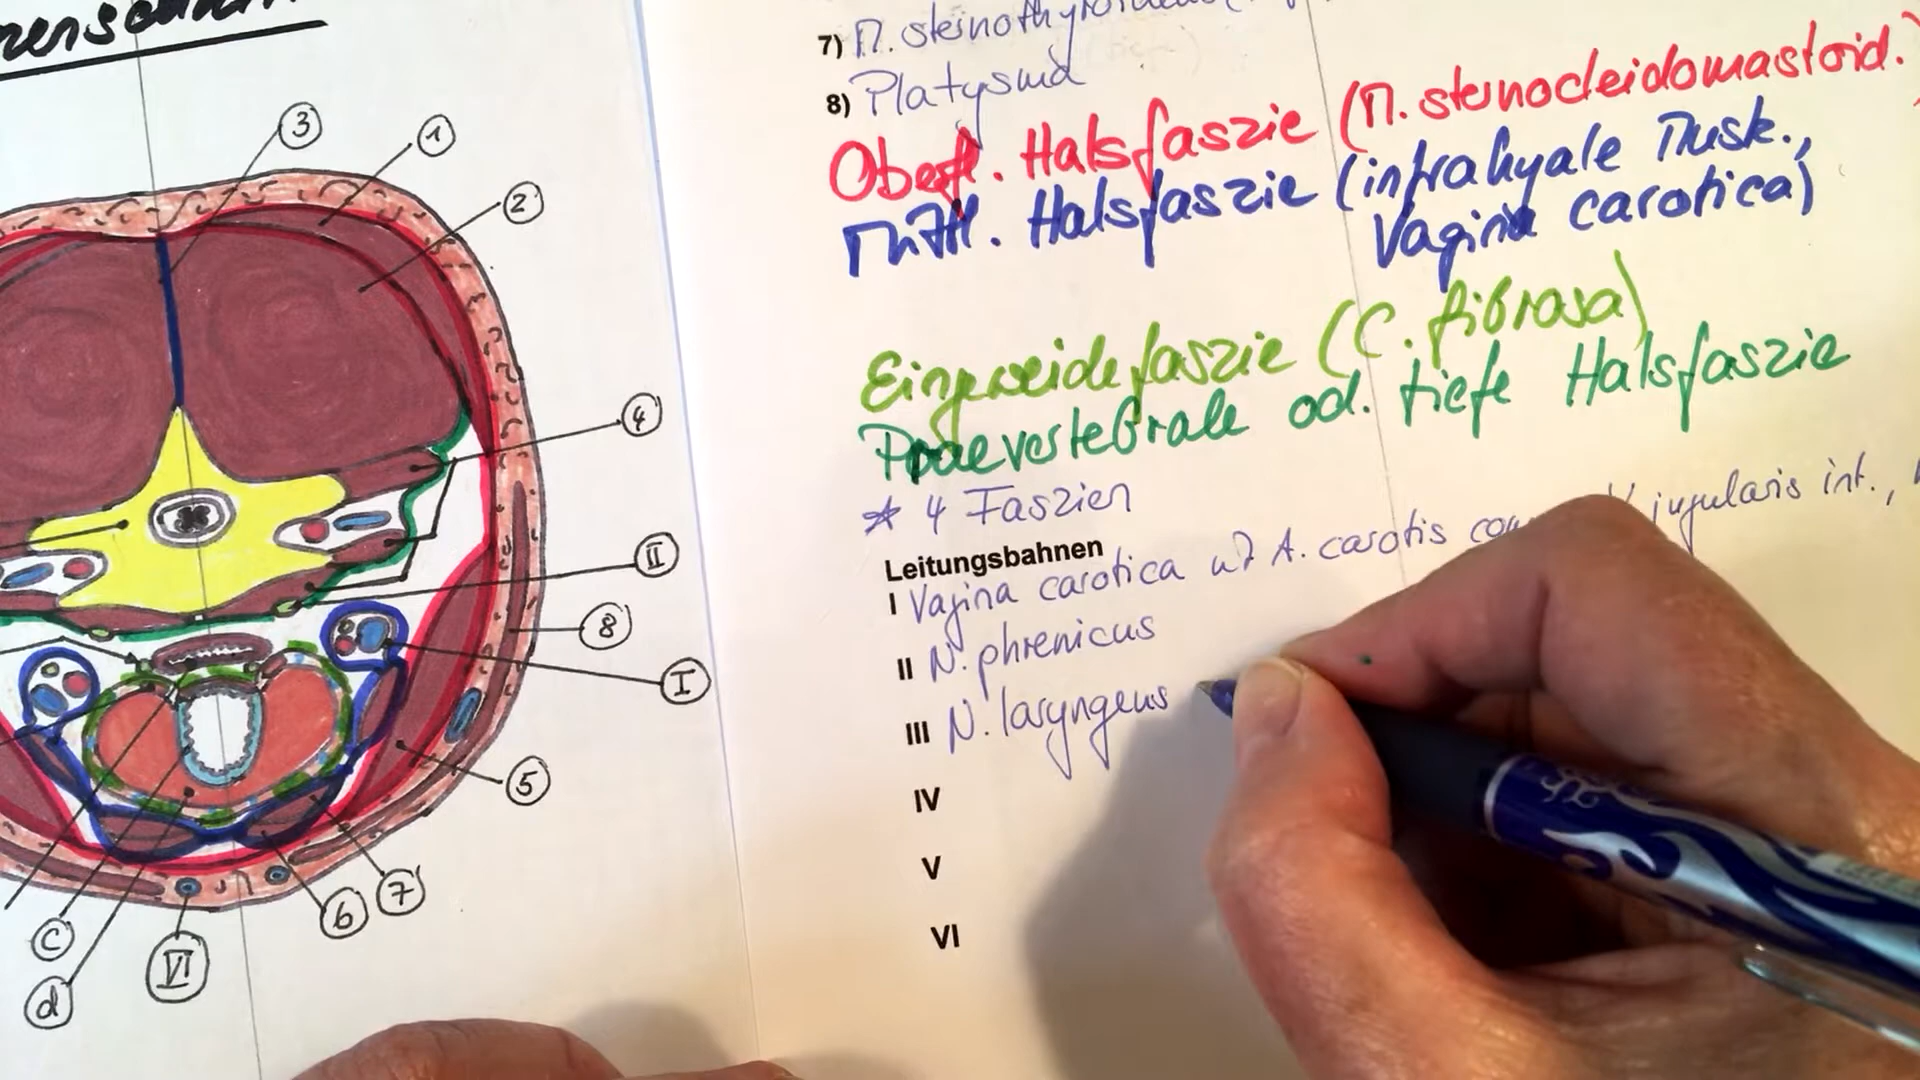 3
1
2
4
II
8
I
5
7
6
VI
c
d
7) M. sternothyroideus
8) Platysma
Oberfl. Halsfaszie (M. sternocleidomastoid.)
Mittl. Halsfaszie (infrahyale Musk.,
Vagina carotica)
Eingeweidefaszie (C. fibrosa)
Praevertebrale od. tiefe Halsfaszie
* 4 Faszien
Leitungsbahnen
I Vagina carotica A. carotis jugularis int.,
II N. phrenicus
III N. laryngeus
IV
V
VI